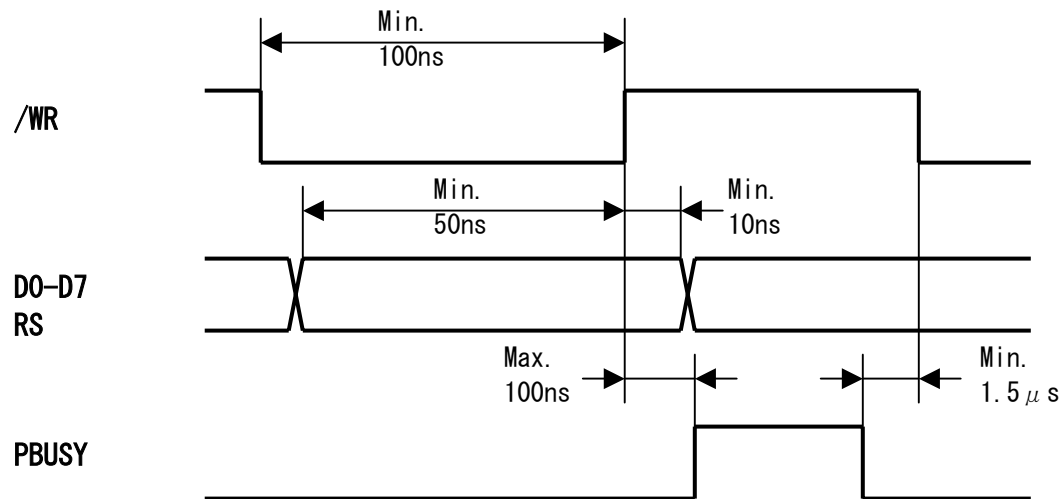 Min.
100ns
/WR
Min.
50ns
Min.
10ns
D0-D7
RS
Max.
100ns
Min.
1.5μs
PBUSY